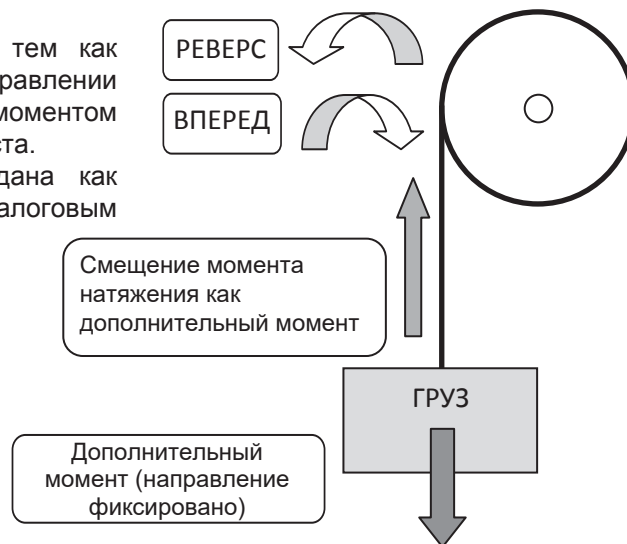 тем как
равлении
моментом
ста.
дана как
алоговым
РЕВЕРС
ВПЕРЕД
Смещение момента
натяжения как
дополнительный момент
ГРУЗ
Дополнительный
момент (направление
фиксировано)